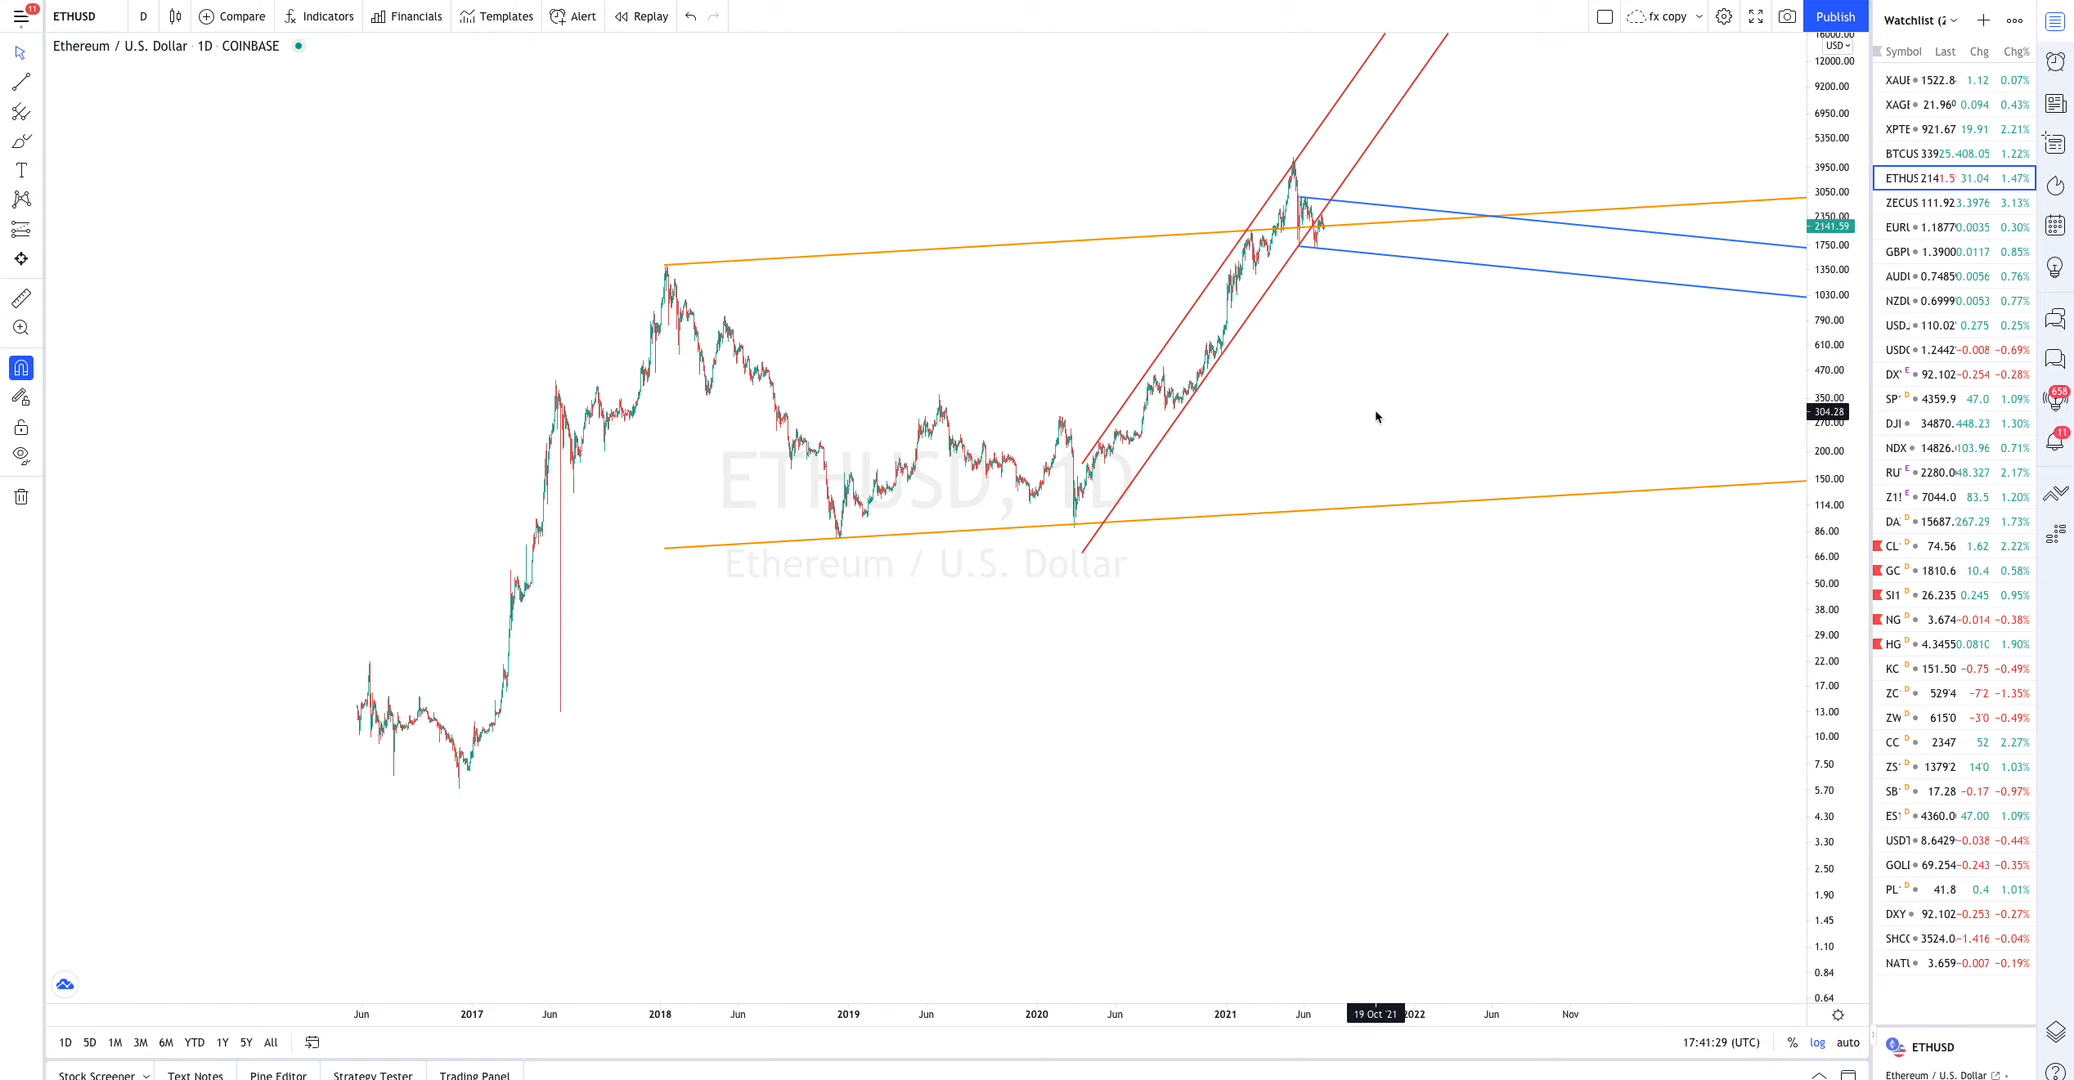 11 ETHUSD D Compare Indicators Financials Templates Alert Replay fx copy Publish Watchlist (2
Ethereum / U.S. Dollar · 1D · COINBASE
USD
Symbol Last Chg Chg%
XAUE 1522.8 1.12 0.07%
XAGE 21.960 0.094 0.43%
XPTE 921.67 19.91 2.21%
BTCUS 33925. 408.05 1.22%
ETHUS 2141.5 31.04 1.47%
ZECUS 111.92 3.3976 3.13%
EURU 1.1877 0.0035 0.30%
GBPU 1.3900 0.0117 0.85%
AUDU 0.7485 0.0056 0.76%
NZDU 0.6999 0.0053 0.77%
USDJ 110.02 0.275 0.25%
USDC 1.2442 −0.008 −0.69%
DXY E 92.102 −0.254 −0.28%
SP D 4359.9 47.0 1.09%
DJI 34870. 448.23 1.30%
NDX 14826. 103.96 0.71%
RU E 2280.0 48.327 2.17%
Z1! E 7044.0 83.5 1.20%
DA D 15687. 267.29 1.73%
CL D 74.56 1.62 2.22%
GC D 1810.6 10.4 0.58%
SI1 D 26.235 0.245 0.95%
NG D 3.674 −0.014 −0.38%
HG D 4.3455 0.0810 1.90%
KC D 151.50 −0.75 −0.49%
ZC D 529'4 −7'2 −1.35%
ZW D 615'0 −3'0 −0.49%
CC D 2347 52 2.27%
ZS D 1379'2 14'0 1.03%
SB D 17.28 −0.17 −0.97%
ES1 D 4360.0 47.00 1.09%
USDT 8.6429 −0.038 −0.44%
GOLI 69.254 −0.243 −0.35%
PL D 41.8 0.4 1.01%
DXY 92.102 −0.253 −0.27%
SHCO 3524.0 −1.416 −0.04%
NATU 3.659 −0.007 −0.19%
658
11
16000.00
12000.00
9200.00
6950.00
5350.00
3950.00
3050.00
2350.00
2141.59
1750.00
1350.00
1030.00
790.00
610.00
470.00
350.00
304.28
270.00
200.00
150.00
114.00
86.00
66.00
50.00
38.00
29.00
22.00
17.00
13.00
10.00
7.50
5.70
4.30
3.30
2.50
1.90
1.45
1.10
0.84
0.64
ETHUSD, 1D
Ethereum / U.S. Dollar
Jun 2017 Jun 2018 Jun 2019 Jun 2020 Jun 2021 Jun 19 Oct '21 2022 Jun Nov
1D 5D 1M 3M 6M YTD 1Y 5Y All 17:41:29 (UTC) % log auto
ETHUSD
Stock Screener Text Notes Pine Editor Strategy Tester Trading Panel
Ethereum / U.S. Dollar